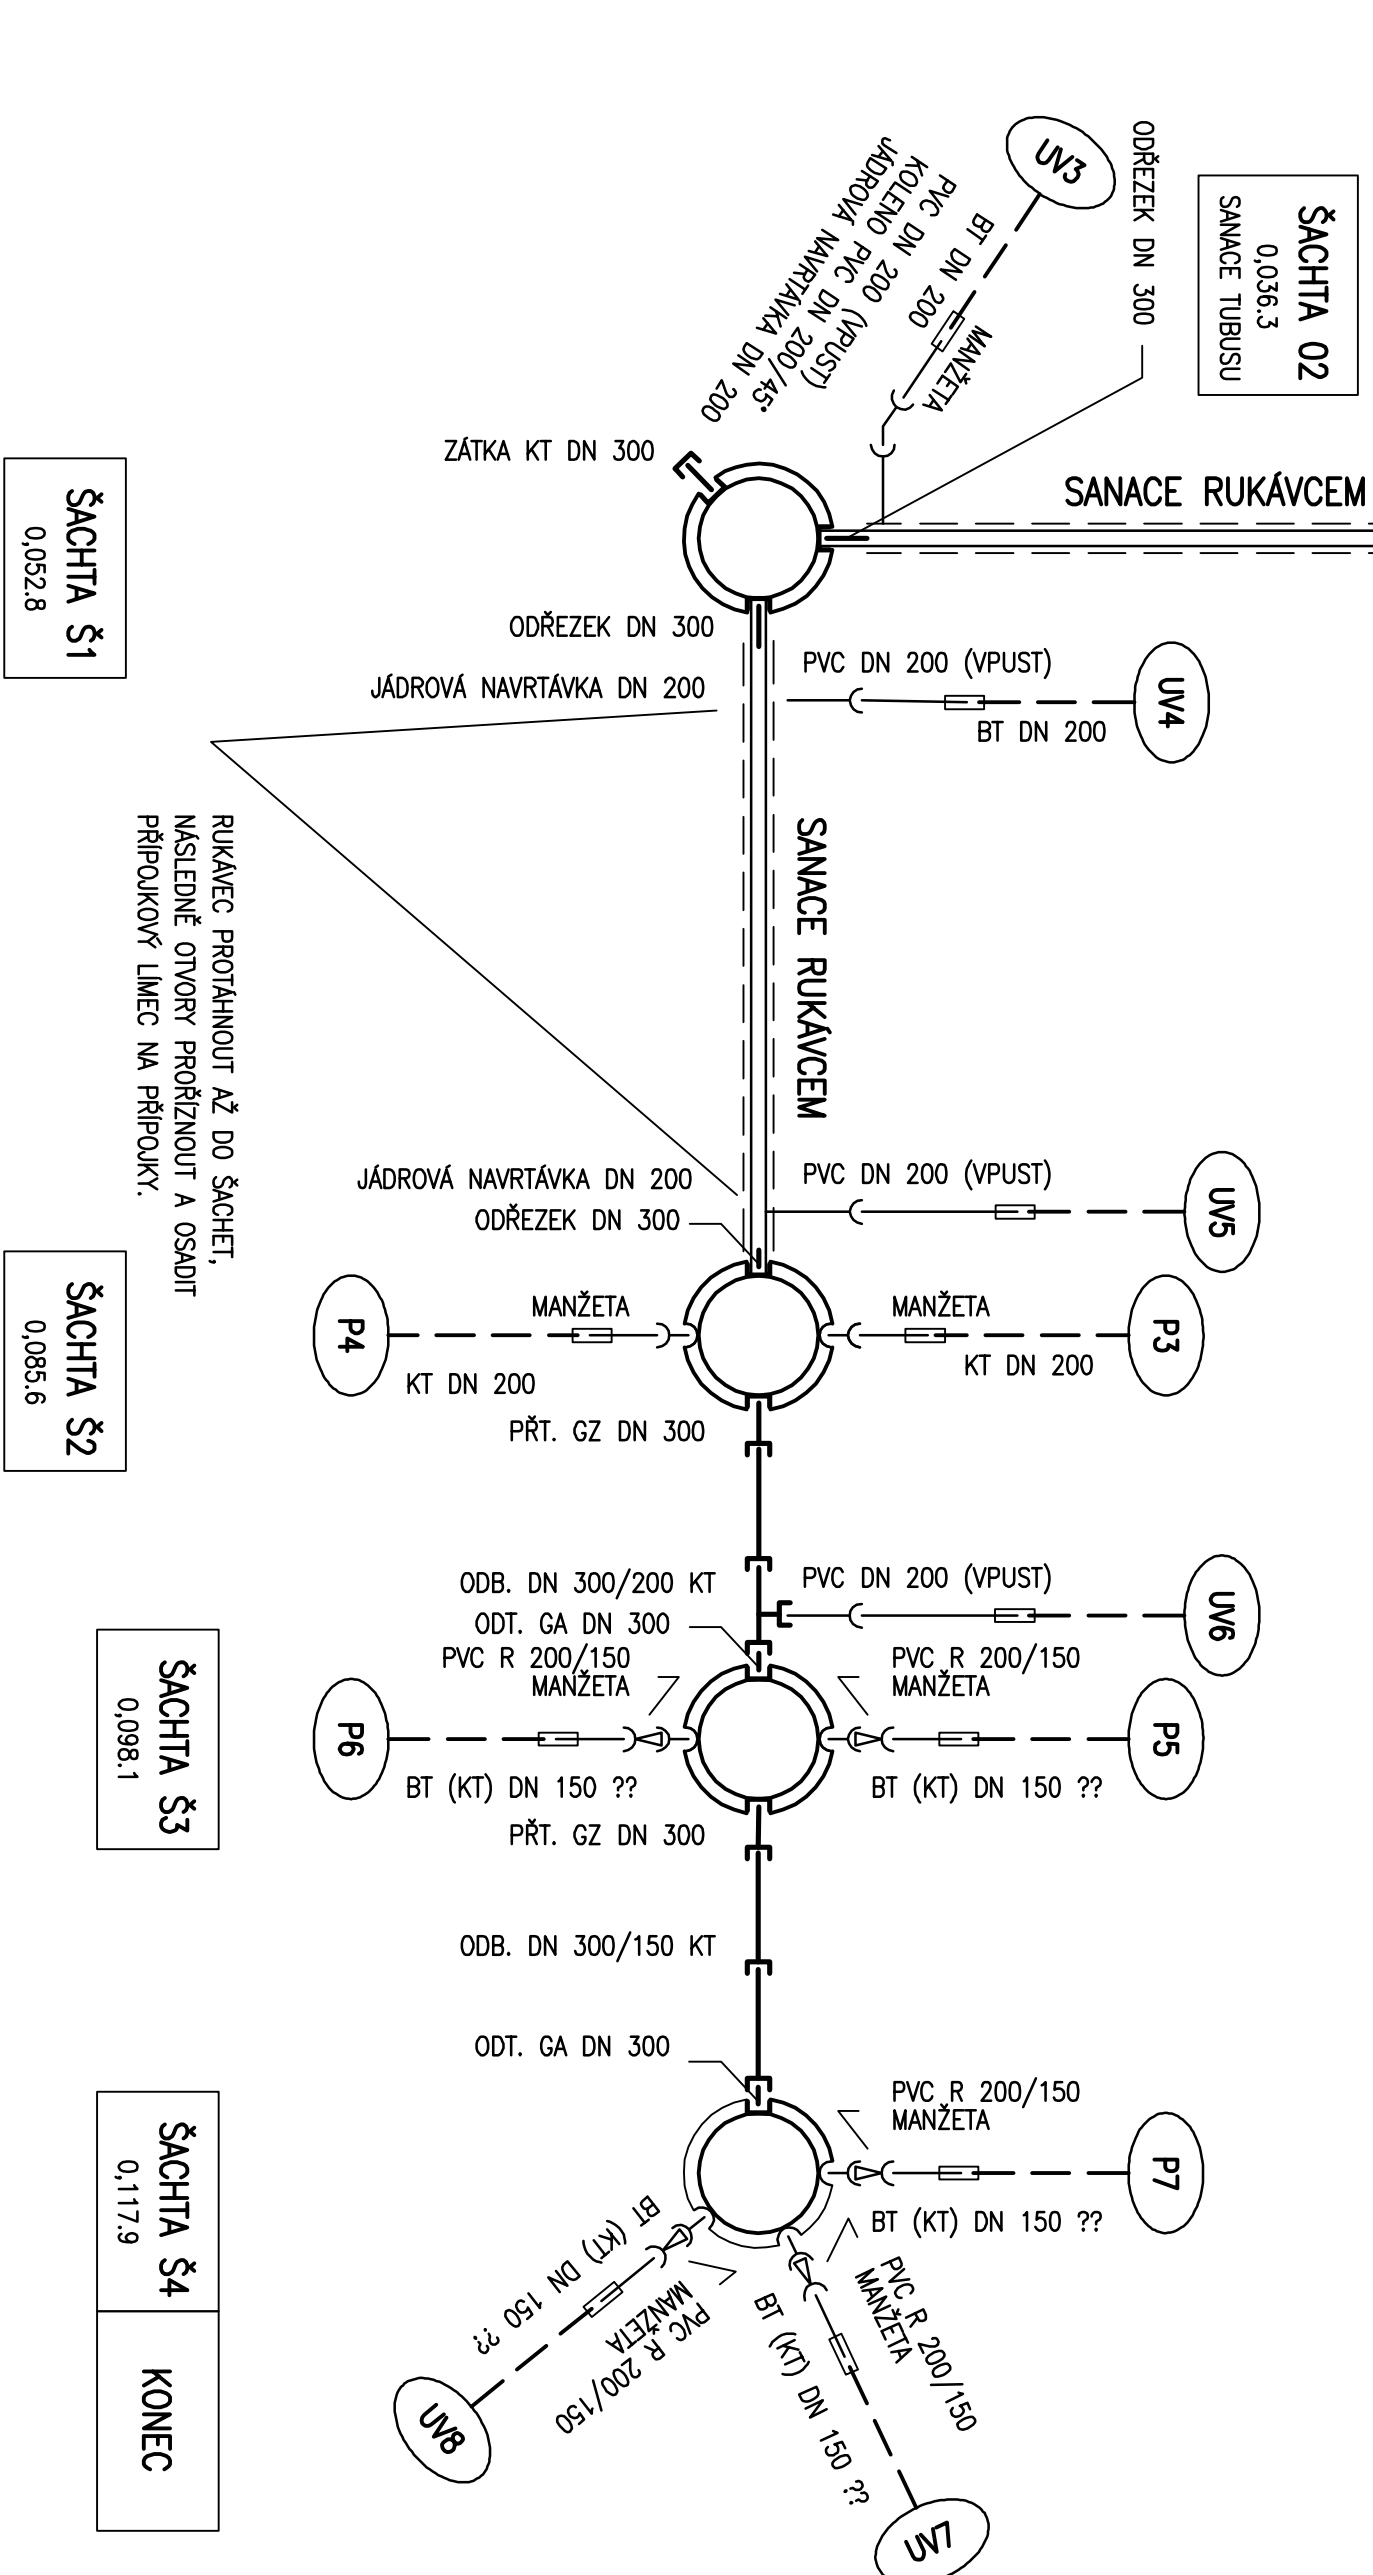 ŠACHTA 02
0,036.3
SANACE TUBUSU
ODŘEZEK DN 300
UV3
BT DN 200
MANŽETA
PVC DN 200 (VPUST)
KOLENO PVC DN 200/45°
JÁDROVÁ NAVRTÁVKA DN 200
ZÁTKA KT DN 300
SANACE RUKÁVCEM
ŠACHTA Š1
0,052.8
ODŘEZEK DN 300
JÁDROVÁ NAVRTÁVKA DN 200
PVC DN 200 (VPUST)
UV4
BT DN 200
SANACE RUKÁVCEM
RUKÁVEC PROTÁHNOUT AŽ DO ŠACHET,
NÁSLEDNĚ OTVORY PROŘÍZNOUT A OSADIT
PŘÍPOJKOVÝ LÍMEC NA PŘÍPOJKY.
JÁDROVÁ NAVRTÁVKA DN 200
ODŘEZEK DN 300
PVC DN 200 (VPUST)
UV5
ŠACHTA Š2
0,085.6
P4
MANŽETA
KT DN 200
MANŽETA
P3
KT DN 200
PŘT. GZ DN 300
ODB. DN 300/200 KT
ODT. GA DN 300
PVC DN 200 (VPUST)
UV6
PVC R 200/150
MANŽETA
PVC R 200/150
MANŽETA
ŠACHTA Š3
0,098.1
P6
BT (KT) DN 150 ??
P5
BT (KT) DN 150 ??
PŘT. GZ DN 300
ODB. DN 300/150 KT
ODT. GA DN 300
PVC R 200/150
MANŽETA
P7
BT (KT) DN 150 ??
ŠACHTA Š4
0,117.9
KONEC
BT (KT) DN 150 ??
PVC R 200/150
MANŽETA
UV8
PVC R 200/150
MANŽETA
BT (KT) DN 150 ??
UV7